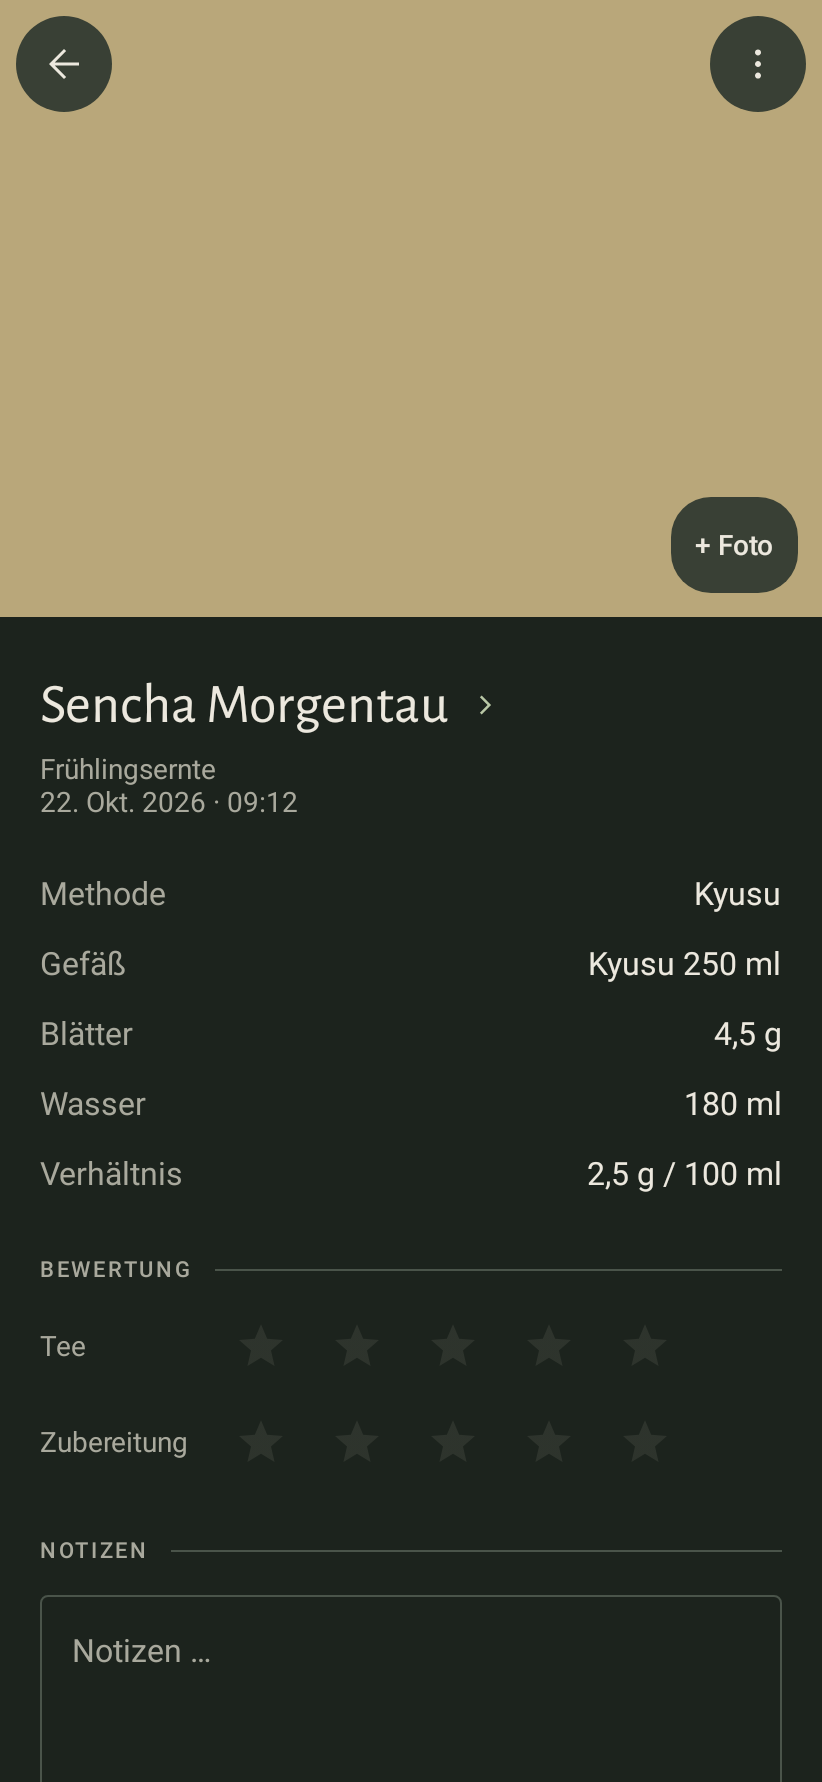 + Foto
Sencha Morgentau
Frühlingsernte
22. Okt. 2026 · 09:12
Methode Kyusu
Gefäß Kyusu 250 ml
Blätter 4,5 g
Wasser 180 ml
Verhältnis 2,5 g / 100 ml
BEWERTUNG
Tee
Zubereitung
NOTIZEN
Notizen …